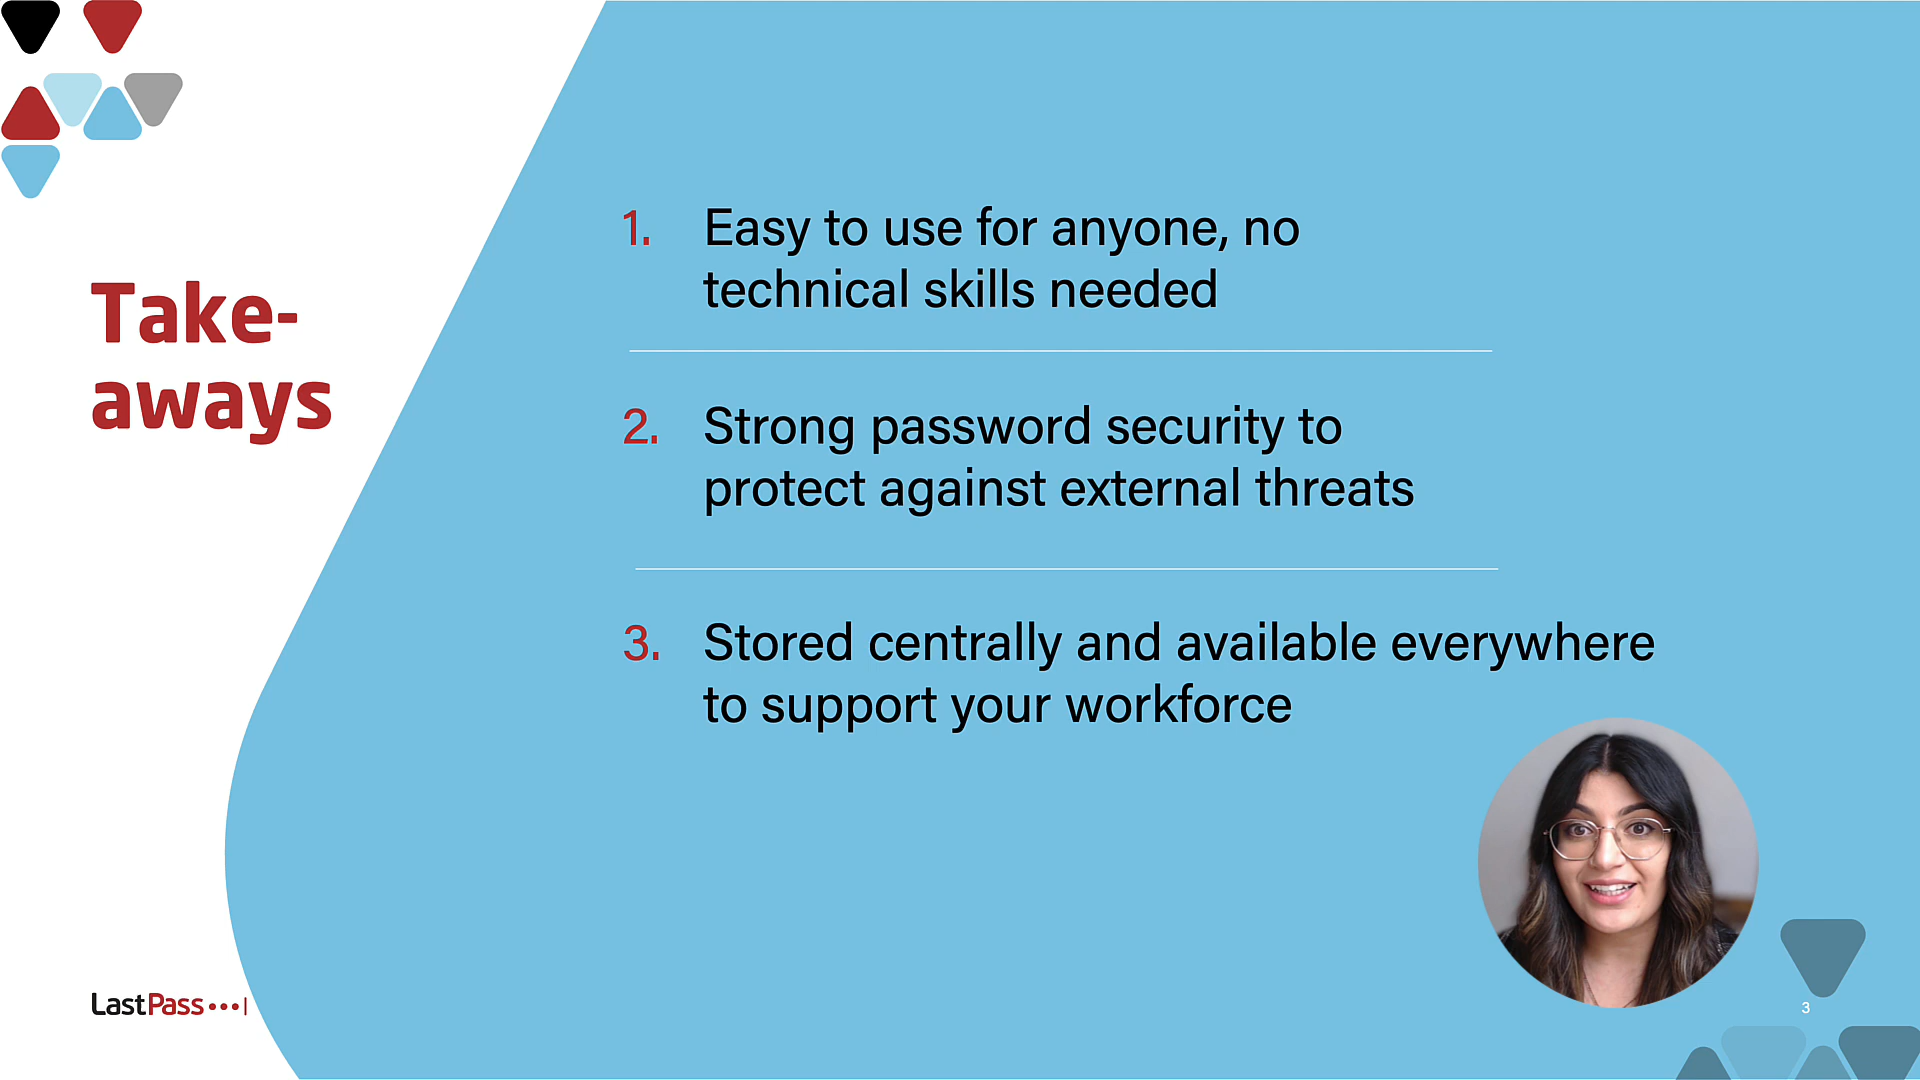 Take-
aways
1. Easy to use for anyone, no
technical skills needed
2. Strong password security to
protect against external threats
3. Stored centrally and available everywhere
to support your workforce
LastPass
3